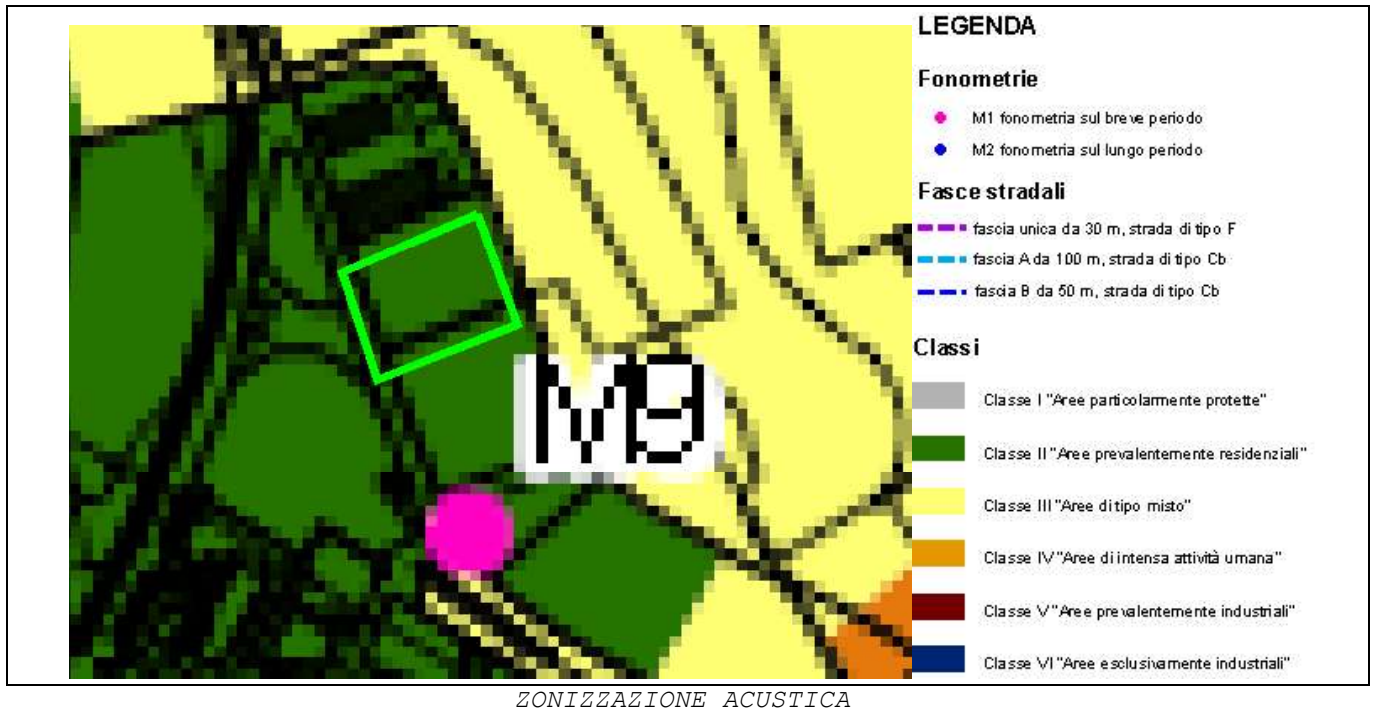 LEGENDA
Fonometrie
M1 fonometria sul breve periodo
M2 fonometria sul lungo periodo
Fasce stradali
fascia unica da 30 m, strada di tipo F
fascia A da 100 m, strada di tipo Cb
fascia B da 50 m, strada di tipo Cb
Classi
Classe I "Aree particolarmente protette"
Classe II "Aree prevalentemente residenziali"
Classe III "Aree di tipo misto"
Classe IV "Aree di intensa attività umana"
Classe V "Aree prevalentemente industriali"
Classe VI "Aree esclusivamente industriali"
ZONIZZAZIONE ACUSTICA